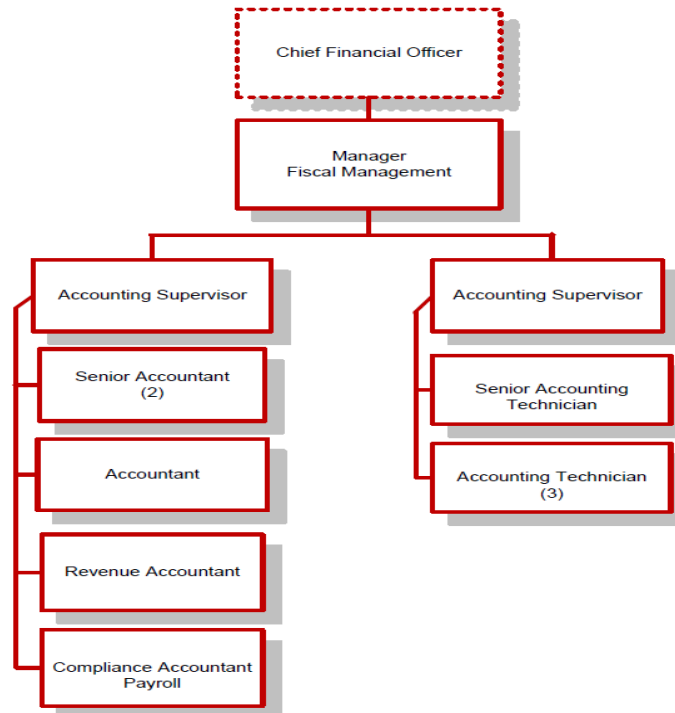 Chief Financial Officer
Manager
Fiscal Management
Accounting Supervisor
Senior Accountant
(2)
Accountant
Revenue Accountant
Compliance Accountant
Payroll
Accounting Supervisor
Senior Accounting
Technician
Accounting Technician
(3)